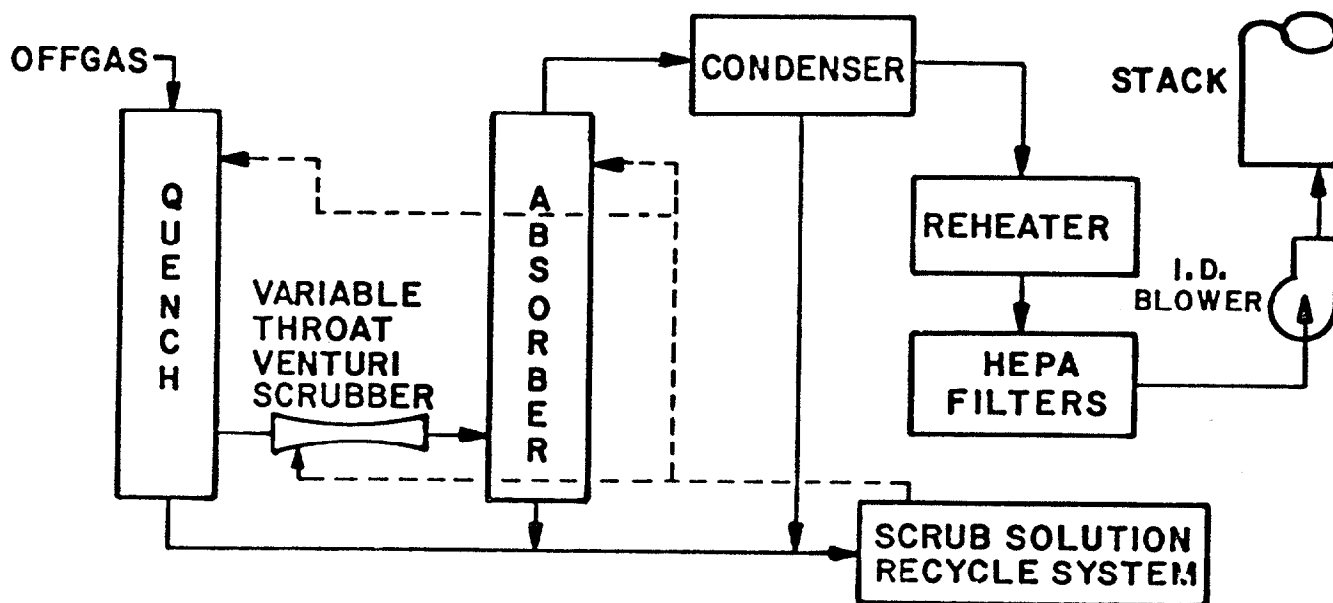 OFFGAS
QUENCH
VARIABLE
THROAT
VENTURI
SCRUBBER
ABSORBER
CONDENSER
REHEATER
HEPA
FILTERS
STACK
I.D.
BLOWER
SCRUB SOLUTION
RECYCLE SYSTEM